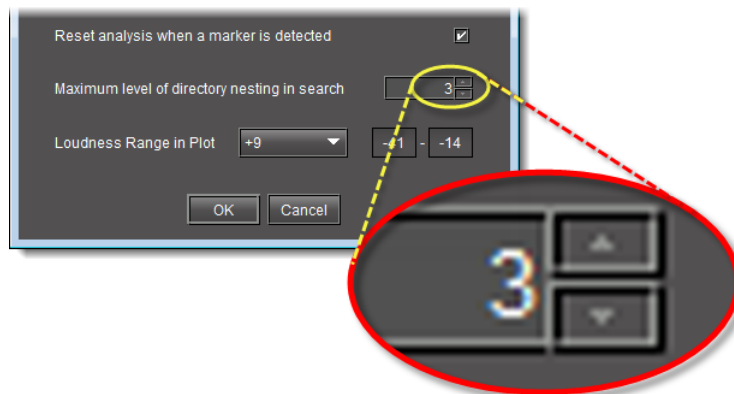 Reset analysis when a marker is detected
Maximum level of directory nesting in search 3
Loudness Range in Plot +9 -41 - -14
OK Cancel
3